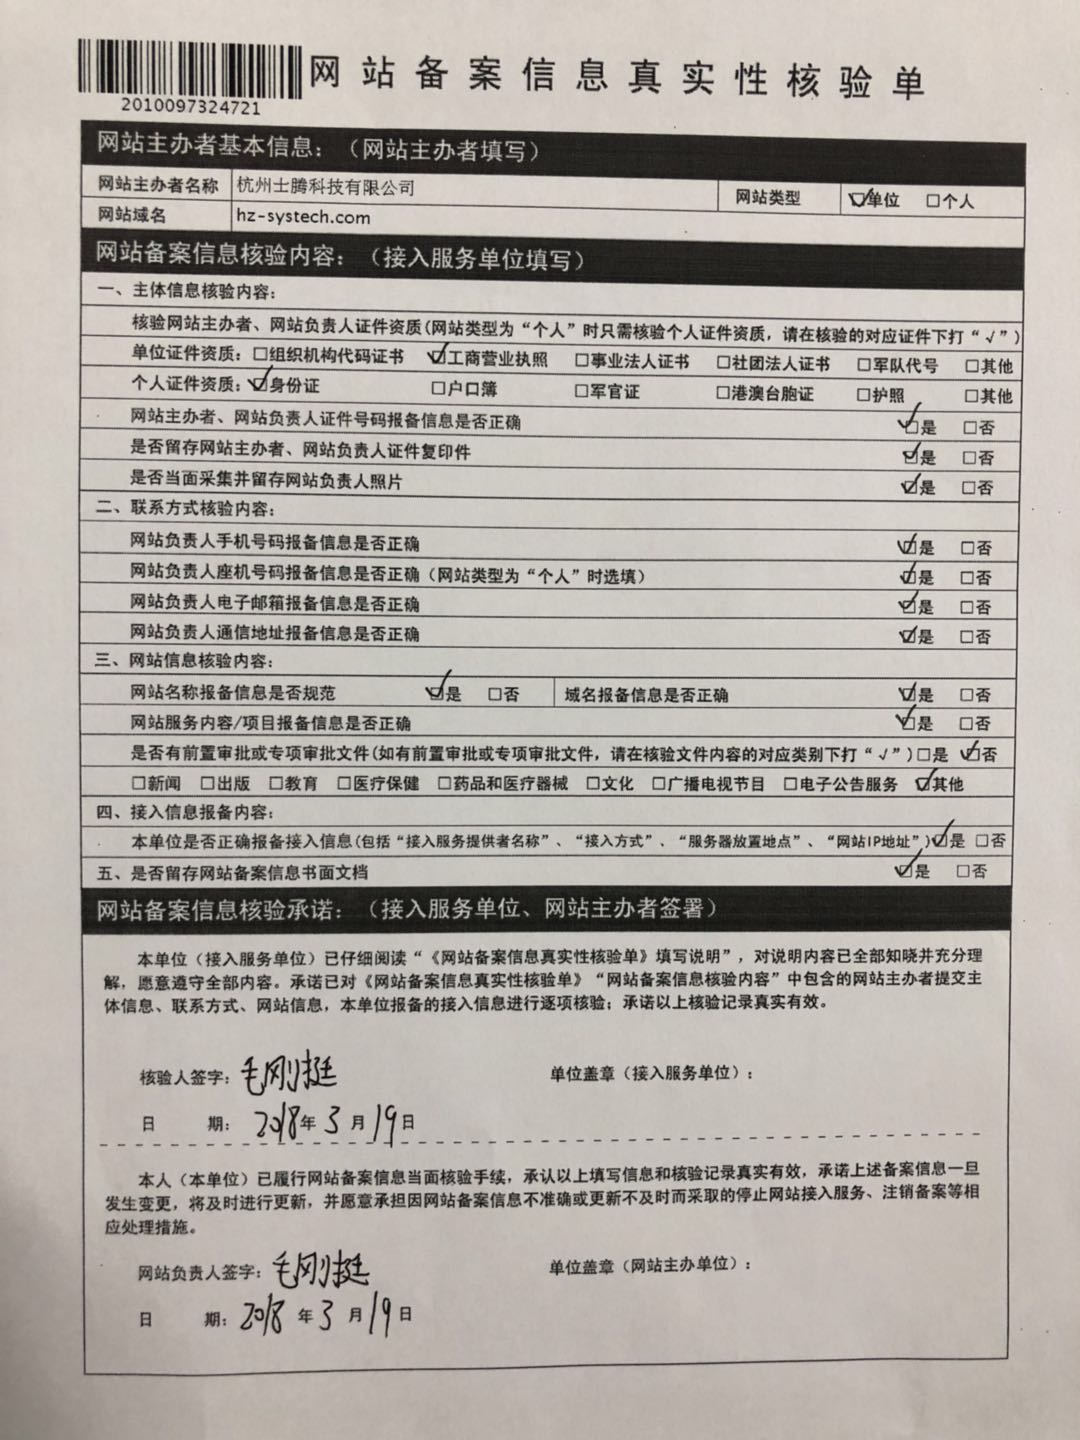 网站备案信息真实性核验单
2010097324721
网站主办者基本信息：（网站主办者填写）
网站主办者名称 杭州士腾科技有限公司 网站类型 ☑单位 □个人
网站域名 hz-systech.com
网站备案信息核验内容：（接入服务单位填写）
一、主体信息核验内容：
核验网站主办者、网站负责人证件资质(网站类型为“个人”时只需核验个人证件资质，请在核验的对应证件下打“√”)
单位证件资质：□组织机构代码证书 ☑工商营业执照 □事业法人证书 □社团法人证书 □军队代号 □其他
个人证件资质：☑身份证 □户口簿 □军官证 □港澳台胞证 □护照 □其他
网站主办者、网站负责人证件号码报备信息是否正确 ☑是 □否
是否留存网站主办者、网站负责人证件复印件 ☑是 □否
是否当面采集并留存网站负责人照片 ☑是 □否
二、联系方式核验内容：
网站负责人手机号码报备信息是否正确 ☑是 □否
网站负责人座机号码报备信息是否正确（网站类型为“个人”时选填） ☑是 □否
网站负责人电子邮箱报备信息是否正确 ☑是 □否
网站负责人通信地址报备信息是否正确 ☑是 □否
三、网站信息核验内容：
网站名称报备信息是否规范 ☑是 □否 域名报备信息是否正确 ☑是 □否
网站服务内容/项目报备信息是否正确 ☑是 □否
是否有前置审批或专项审批文件(如有前置审批或专项审批文件，请在核验文件内容的对应类别下打“√”)□是 ☑否
□新闻 □出版 □教育 □医疗保健 □药品和医疗器械 □文化 □广播电视节目 □电子公告服务 ☑其他
四、接入信息报备内容：
本单位是否正确报备接入信息(包括“接入服务提供者名称”、“接入方式”、“服务器放置地点”、“网站IP地址”)☑是 □否
五、是否留存网站备案信息书面文档 ☑是 □否
网站备案信息核验承诺：（接入服务单位、网站主办者签署）
本单位（接入服务单位）已仔细阅读“《网站备案信息真实性核验单》填写说明”，对说明内容已全部知晓并充分理
解，愿意遵守全部内容。承诺已对《网站备案信息真实性核验单》“网站备案信息核验内容”中包含的网站主办者提交主
体信息、联系方式、网站信息，本单位报备的接入信息进行逐项核验；承诺以上核验记录真实有效。
核验人签字：毛刚挺 单位盖章（接入服务单位）：
日 期：2018年3月19日
本人（本单位）已履行网站备案信息当面核验手续，承认以上填写信息和核验记录真实有效，承诺上述备案信息一旦
发生变更，将及时进行更新，并愿意承担因网站备案信息不准确或更新不及时而采取的停止网站接入服务、注销备案等相
应处理措施。
网站负责人签字：毛刚挺 单位盖章（网站主办单位）：
日 期：2018年3月19日